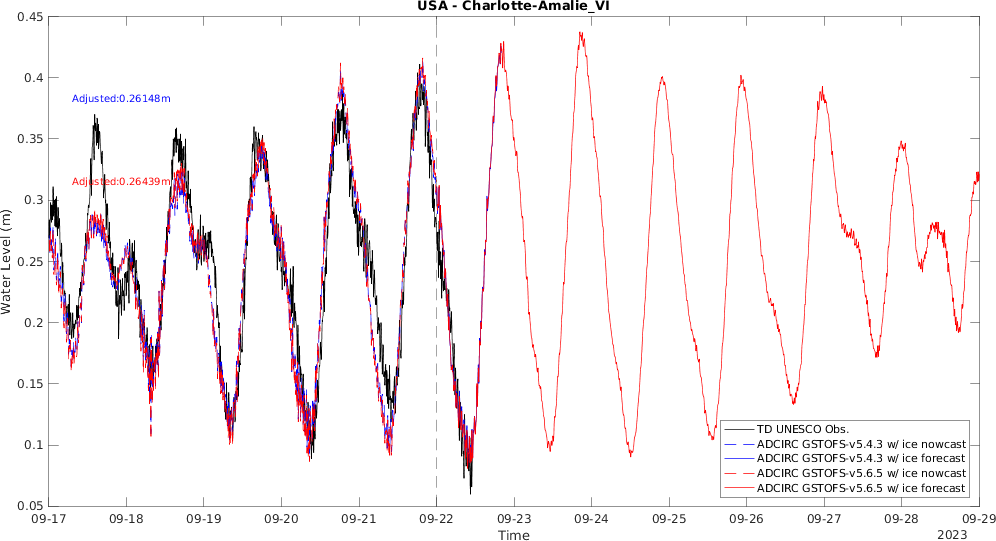 USA - Charlotte-Amalie_VI
0.45
0.4
0.35
0.3
0.25
0.2
0.15
0.1
0.05
Water Level (m)
Adjusted:0.26148m
Adjusted:0.26439m
TD UNESCO Obs.
ADCIRC GSTOFS-v5.4.3 w/ ice nowcast
ADCIRC GSTOFS-v5.4.3 w/ ice forecast
ADCIRC GSTOFS-v5.6.5 w/ ice nowcast
ADCIRC GSTOFS-v5.6.5 w/ ice forecast
09-17 09-18 09-19 09-20 09-21 09-22 09-23 09-24 09-25 09-26 09-27 09-28 09-29
Time
2023